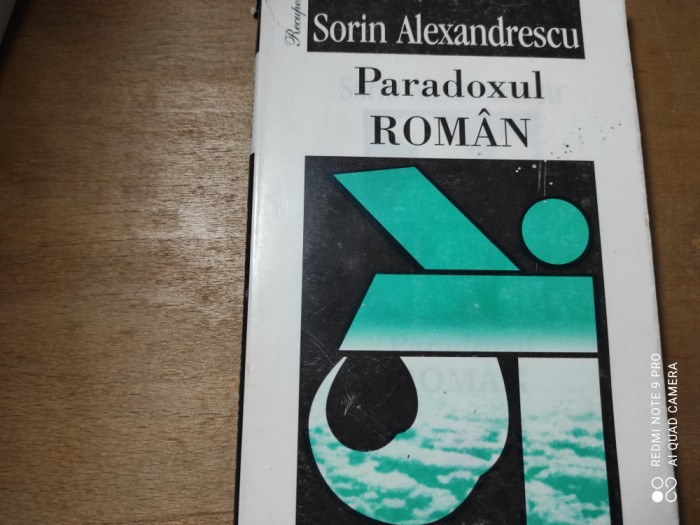 Sorin Alexandrescu
Paradoxul
ROMÂN
REDMI NOTE 9 PRO
AI QUAD CAMERA